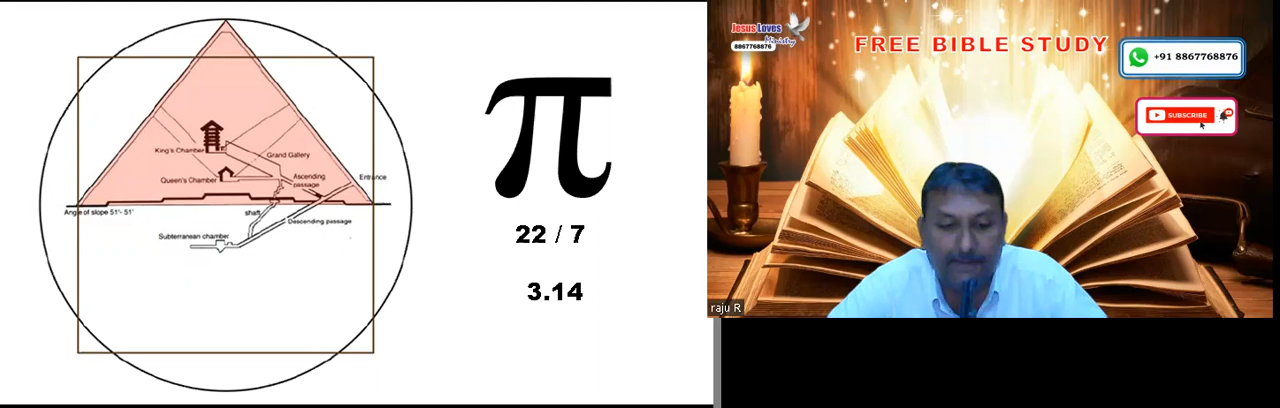 King's Chamber
Grand Gallery
Queen's Chamber
Ascending
passage
Entrance
Angle of slope 51°- 51'
shaft
Descending passage
Subterranean chamber
π
22 / 7
3.14
Jesus Loves
Ministry
8867768876
FREE BIBLE STUDY
+91 8867768876
SUBSCRIBE
raju R